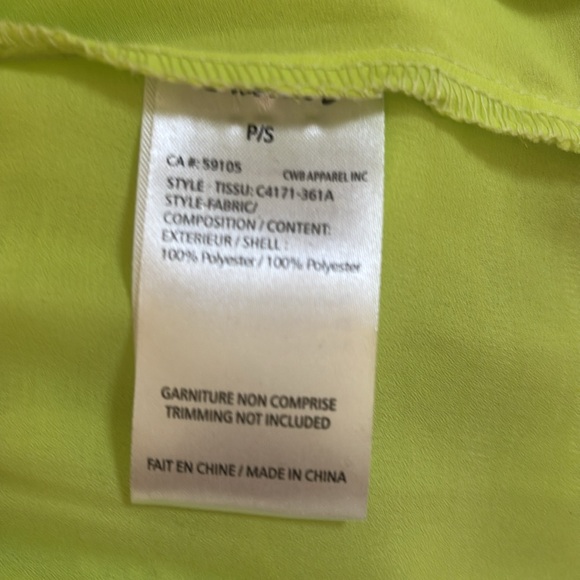 P/S
CA #: 59105 CWB APPAREL INC
STYLE - TISSU: C4171-361A
STYLE-FABRIC/
COMPOSITION / CONTENT:
EXTERIEUR / SHELL :
100% Polyester / 100% Polyester
GARNITURE NON COMPRISE
TRIMMING NOT INCLUDED
FAIT EN CHINE / MADE IN CHINA